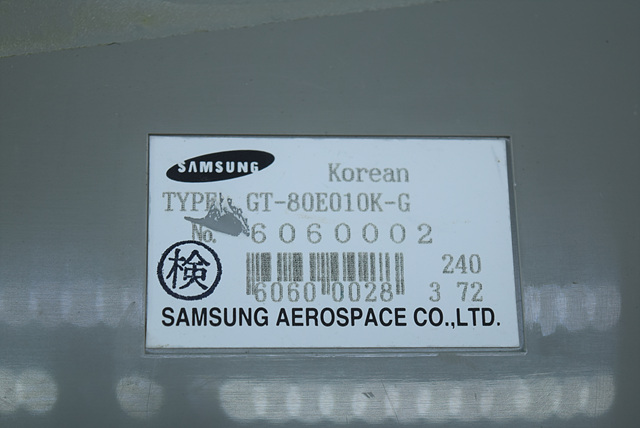 SAMSUNG
Korean
TYPE GT-80E010K-G
No. 6060002
検
240
6060 0028 3 72
SAMSUNG AEROSPACE CO.,LTD.